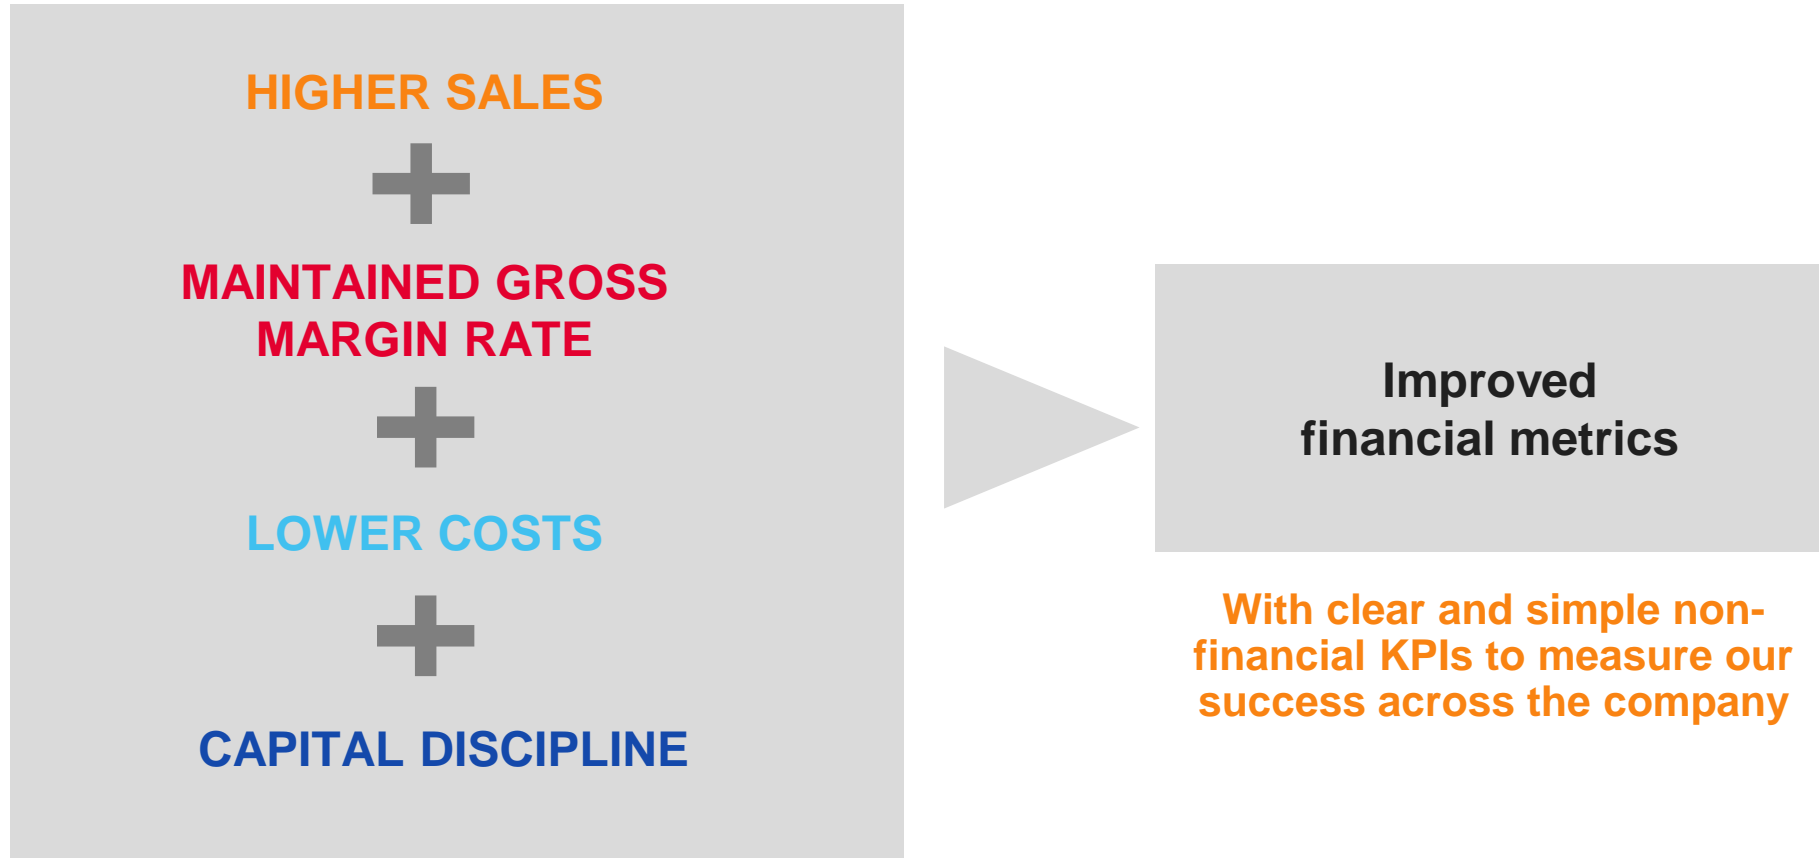 HIGHER SALES
MAINTAINED GROSS
MARGIN RATE
LOWER COSTS
CAPITAL DISCIPLINE
Improved
financial metrics
With clear and simple non-
financial KPIs to measure our
success across the company